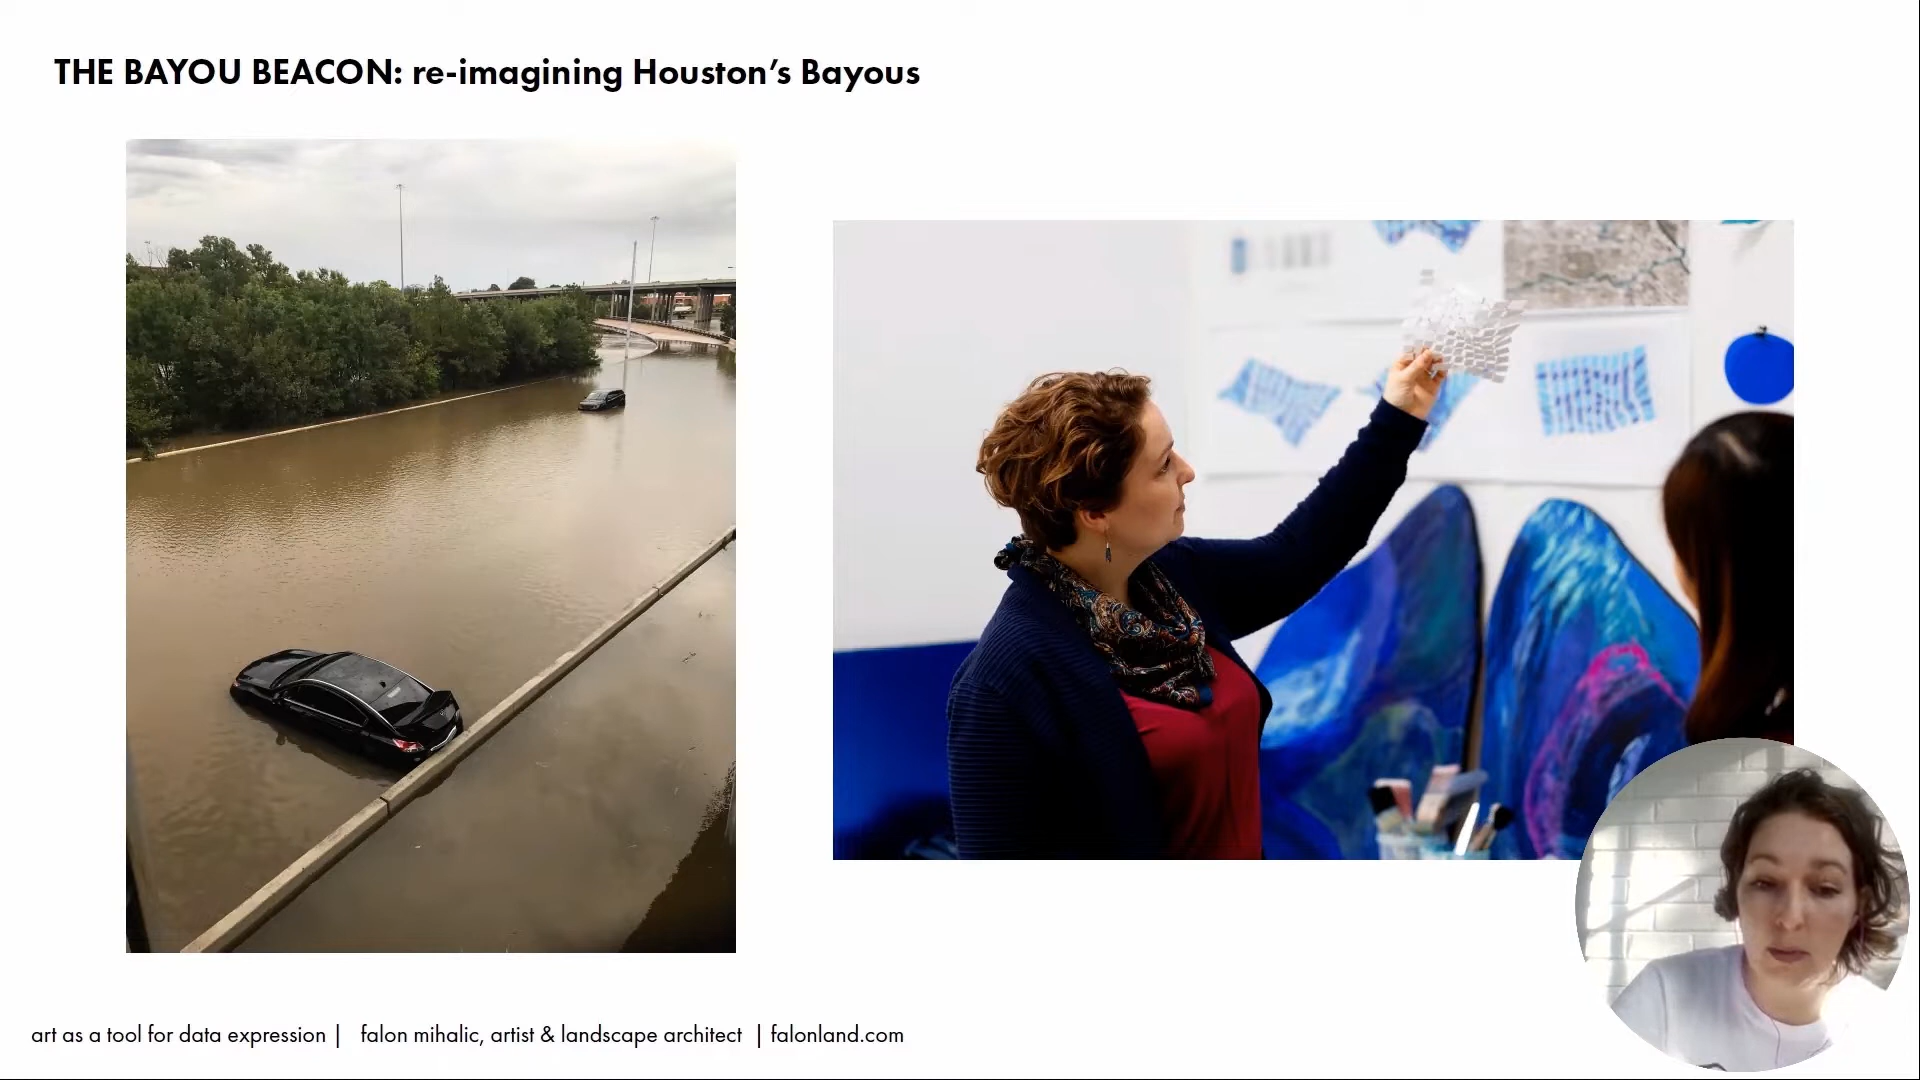 THE BAYOU BEACON: re-imagining Houston’s Bayous
art as a tool for data expression | falon mihalic, artist & landscape architect | falonland.com